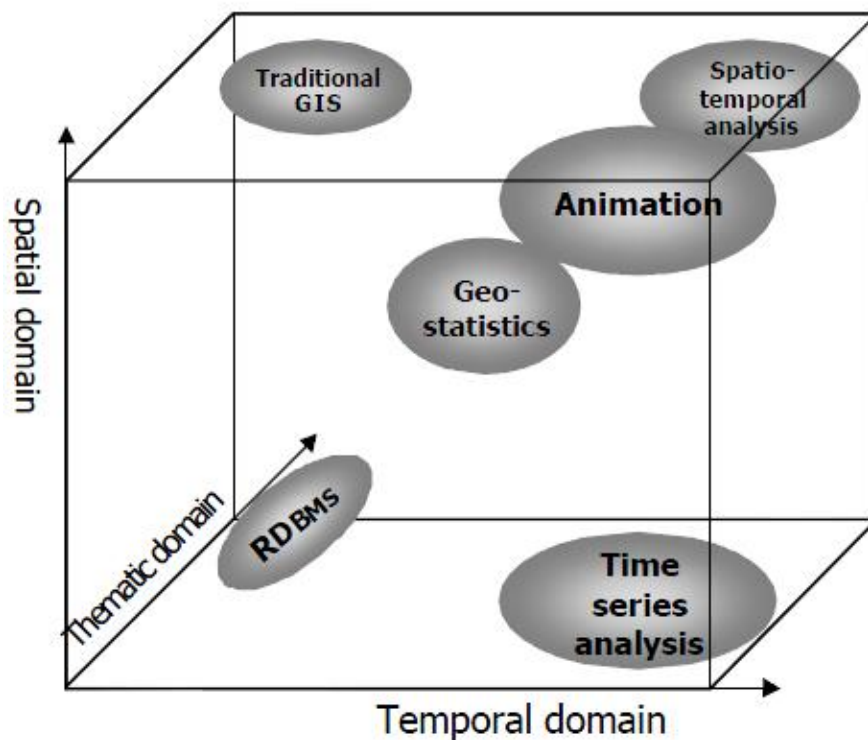 Traditional
GIS
Spatio-
temporal
analysis
Animation
Geo-
statistics
Spatial domain
RDBMS
Thematic domain
Time
series
analysis
Temporal domain